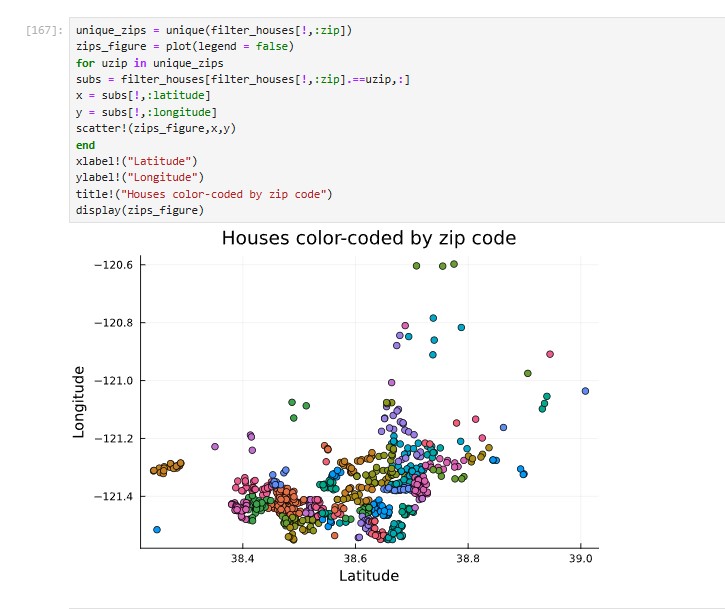 [167]:
unique_zips = unique(filter_houses[!,:zip])
zips_figure = plot(legend = false)
for uzip in unique_zips
subs = filter_houses[filter_houses[!,:zip].==uzip,:]
x = subs[!,:latitude]
y = subs[!,:longitude]
scatter!(zips_figure,x,y)
end
xlabel!("Latitude")
ylabel!("Longitude")
title!("Houses color-coded by zip code")
display(zips_figure)
Houses color-coded by zip code
−120.6
−120.8
−121.0
−121.2
−121.4
Longitude
38.4 38.6 38.8 39.0
Latitude